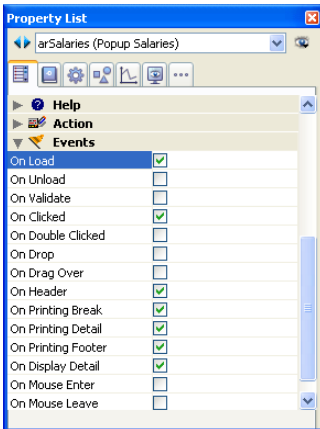 Property List
arSalaries (Popup Salaries)
Help
Action
Events
On Load
On Unload
On Validate
On Clicked
On Double Clicked
On Drop
On Drag Over
On Header
On Printing Break
On Printing Detail
On Printing Footer
On Display Detail
On Mouse Enter
On Mouse Leave